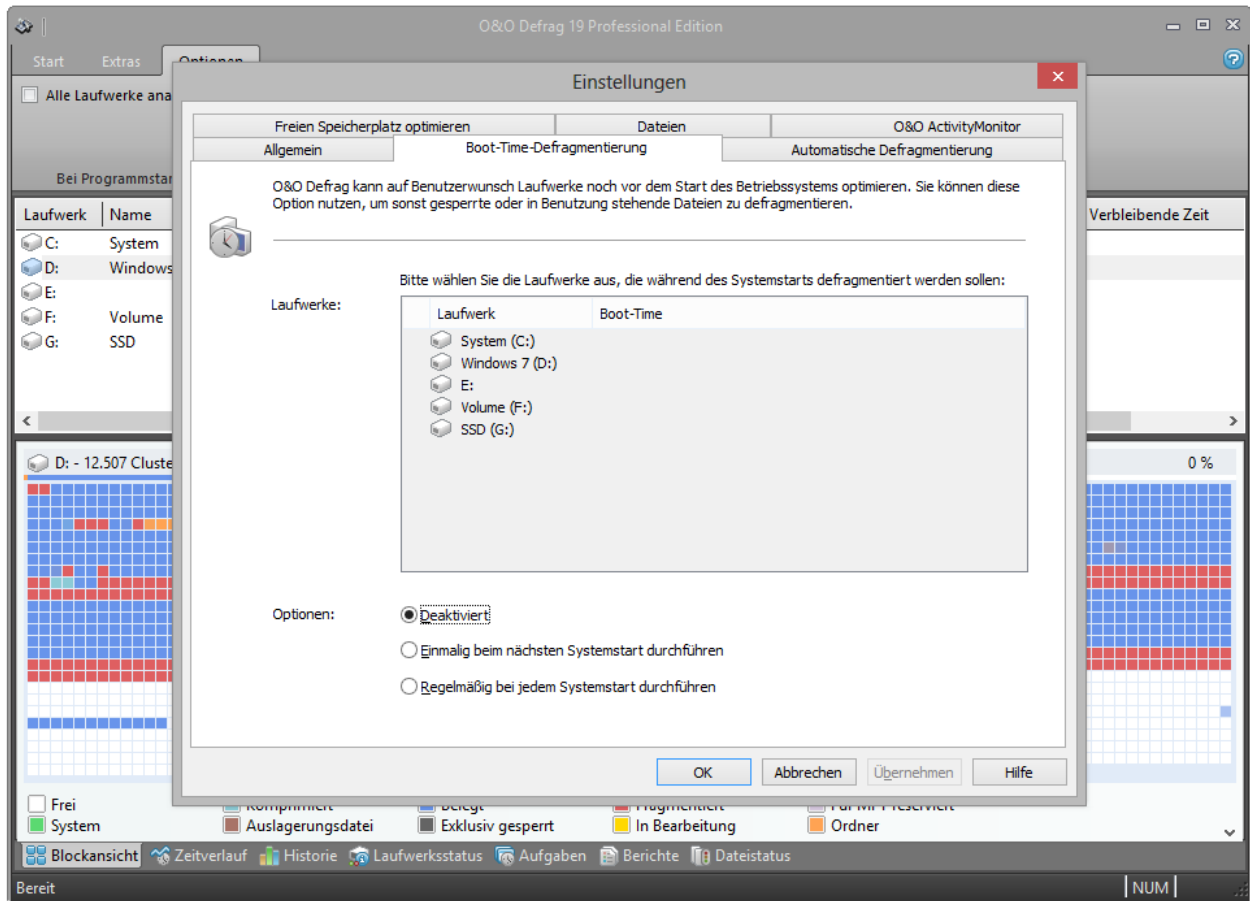 O&O Defrag 19 Professional Edition
Start Extras Optionen
Alle Laufwerke ana
Bei Programmstar
Einstellungen
Freien Speicherplatz optimieren Dateien O&O ActivityMonitor
Allgemein Boot-Time-Defragmentierung Automatische Defragmentierung
O&O Defrag kann auf Benutzerwunsch Laufwerke noch vor dem Start des Betriebssystems optimieren. Sie können diese
Option nutzen, um sonst gesperrte oder in Benutzung stehende Dateien zu defragmentieren.
Laufwerk Name Verbleibende Zeit
C: System
D: Windows
E:
F: Volume
G: SSD
Bitte wählen Sie die Laufwerke aus, die während des Systemstarts defragmentiert werden sollen:
Laufwerke:
Laufwerk Boot-Time
System (C:)
Windows 7 (D:)
E:
Volume (F:)
SSD (G:)
D: - 12.507 Cluste 0 %
Optionen:
Deaktiviert
Einmalig beim nächsten Systemstart durchführen
Regelmäßig bei jedem Systemstart durchführen
OK Abbrechen Übernehmen Hilfe
Frei Komprimiert Belegt Fragmentiert Für MFT reserviert
System Auslagerungsdatei Exklusiv gesperrt In Bearbeitung Ordner
Blockansicht Zeitverlauf Historie Laufwerksstatus Aufgaben Berichte Dateistatus
Bereit NUM